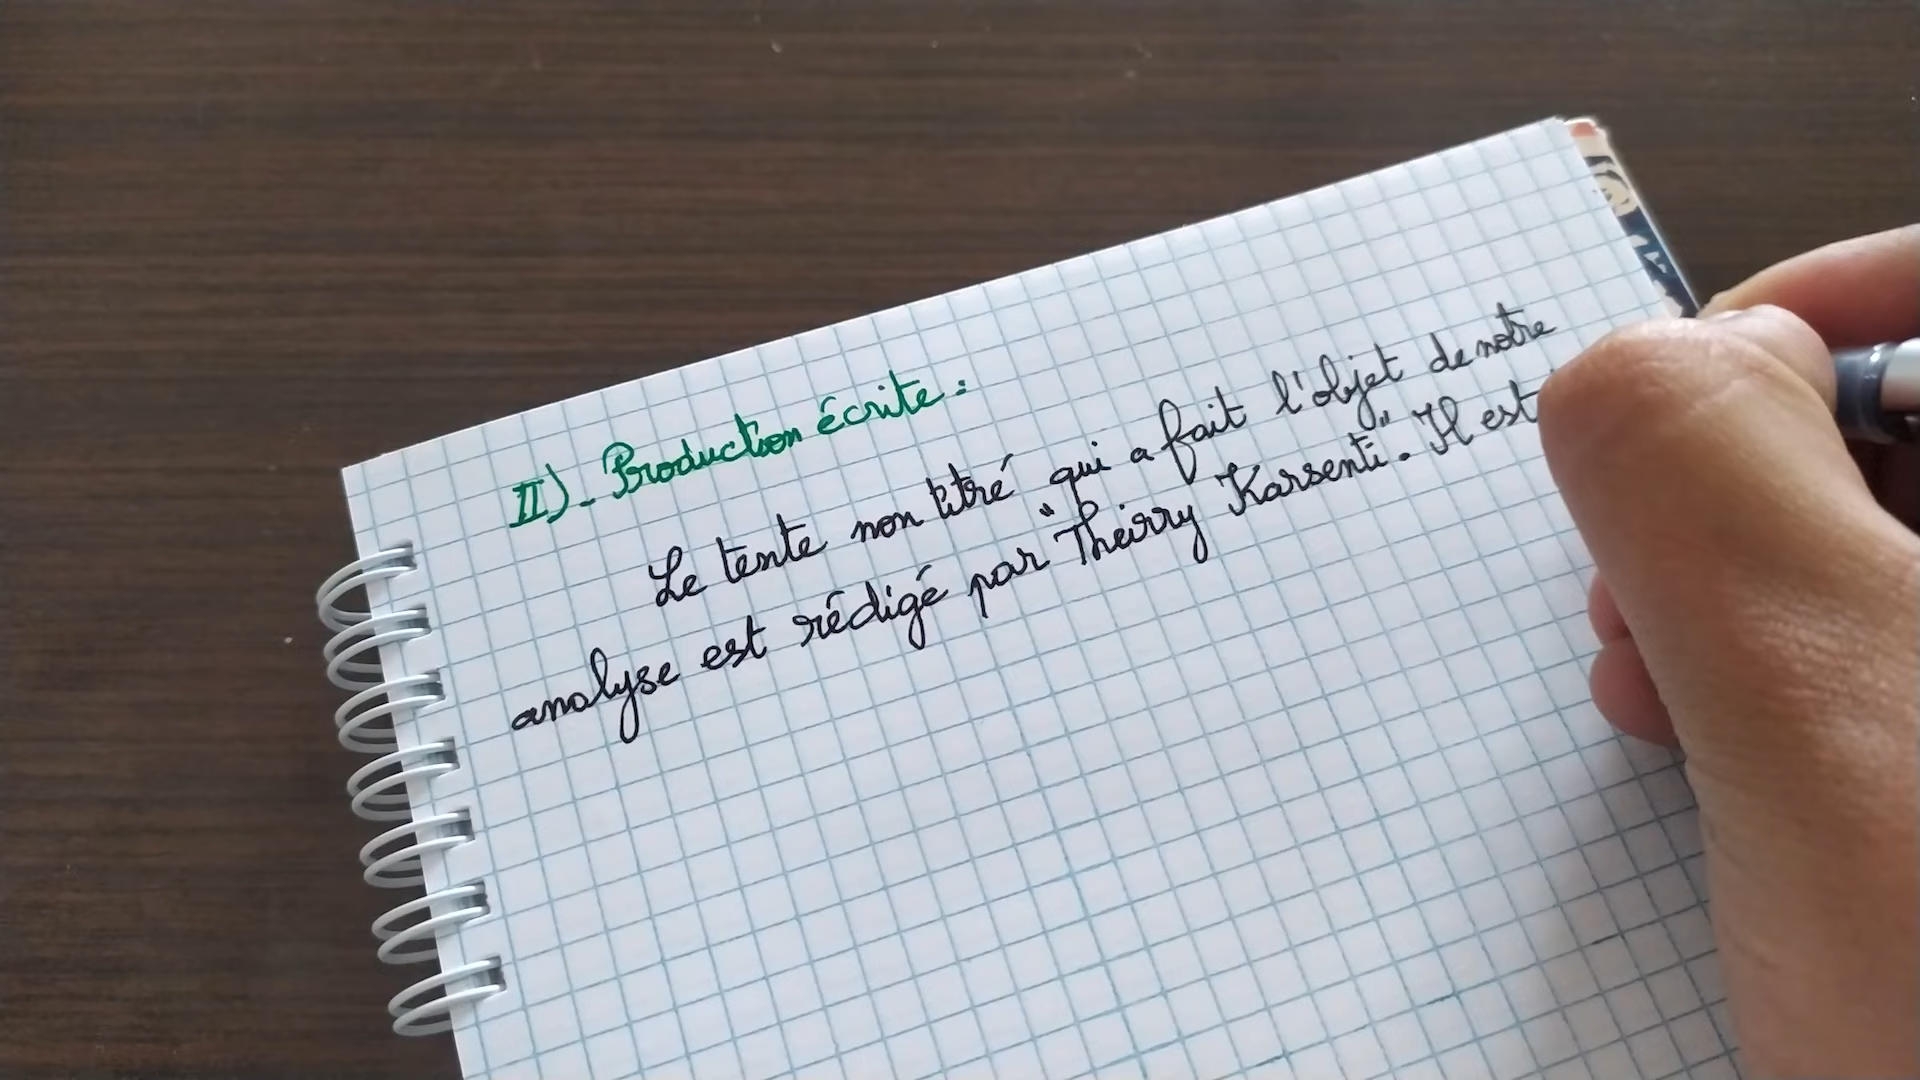 II)_ Production écrite :
Le texte non titré qui a fait l'objet de notre
analyse est rédigé par "Theirry Karsenti". Il est